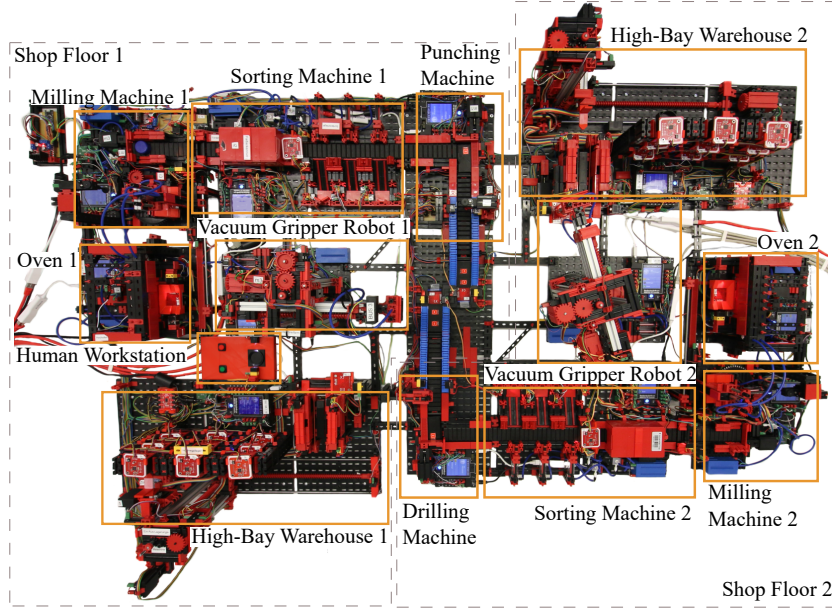 Shop Floor 1
Milling Machine 1
Sorting Machine 1
Punching
Machine
High-Bay Warehouse 2
Vacuum Gripper Robot 1
Oven 1
Oven 2
Human Workstation
Vacuum Gripper Robot 2
High-Bay Warehouse 1
Drilling
Machine
Sorting Machine 2
Milling
Machine 2
Shop Floor 2